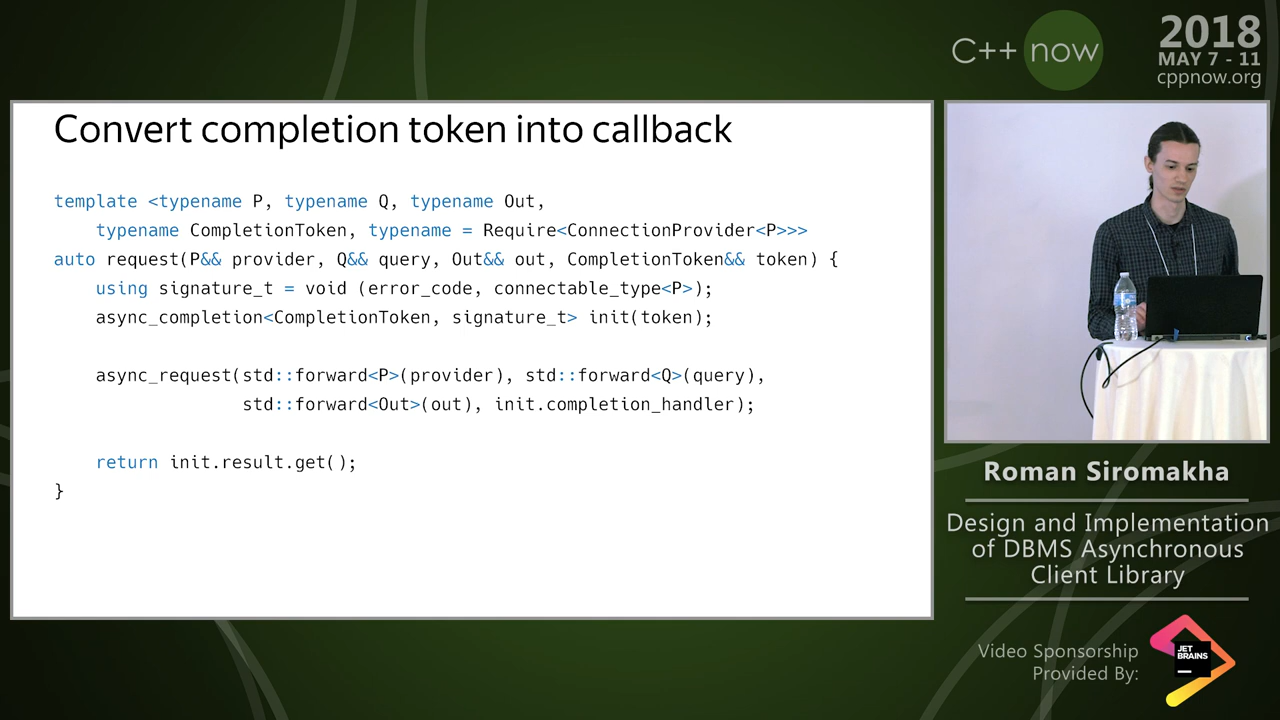 C++ now
2018
MAY 7 - 11
cppnow.org
Convert completion token into callback
template <typename P, typename Q, typename Out,
typename CompletionToken, typename = Require<ConnectionProvider<P>>>
auto request(P&& provider, Q&& query, Out&& out, CompletionToken&& token) {
using signature_t = void (error_code, connectable_type<P>);
async_completion<CompletionToken, signature_t> init(token);
async_request(std::forward<P>(provider), std::forward<Q>(query),
std::forward<Out>(out), init.completion_handler);
return init.result.get();
}
Roman Siromakha
Design and Implementation
of DBMS Asynchronous
Client Library
Video Sponsorship
Provided By:
JET
BRAINS